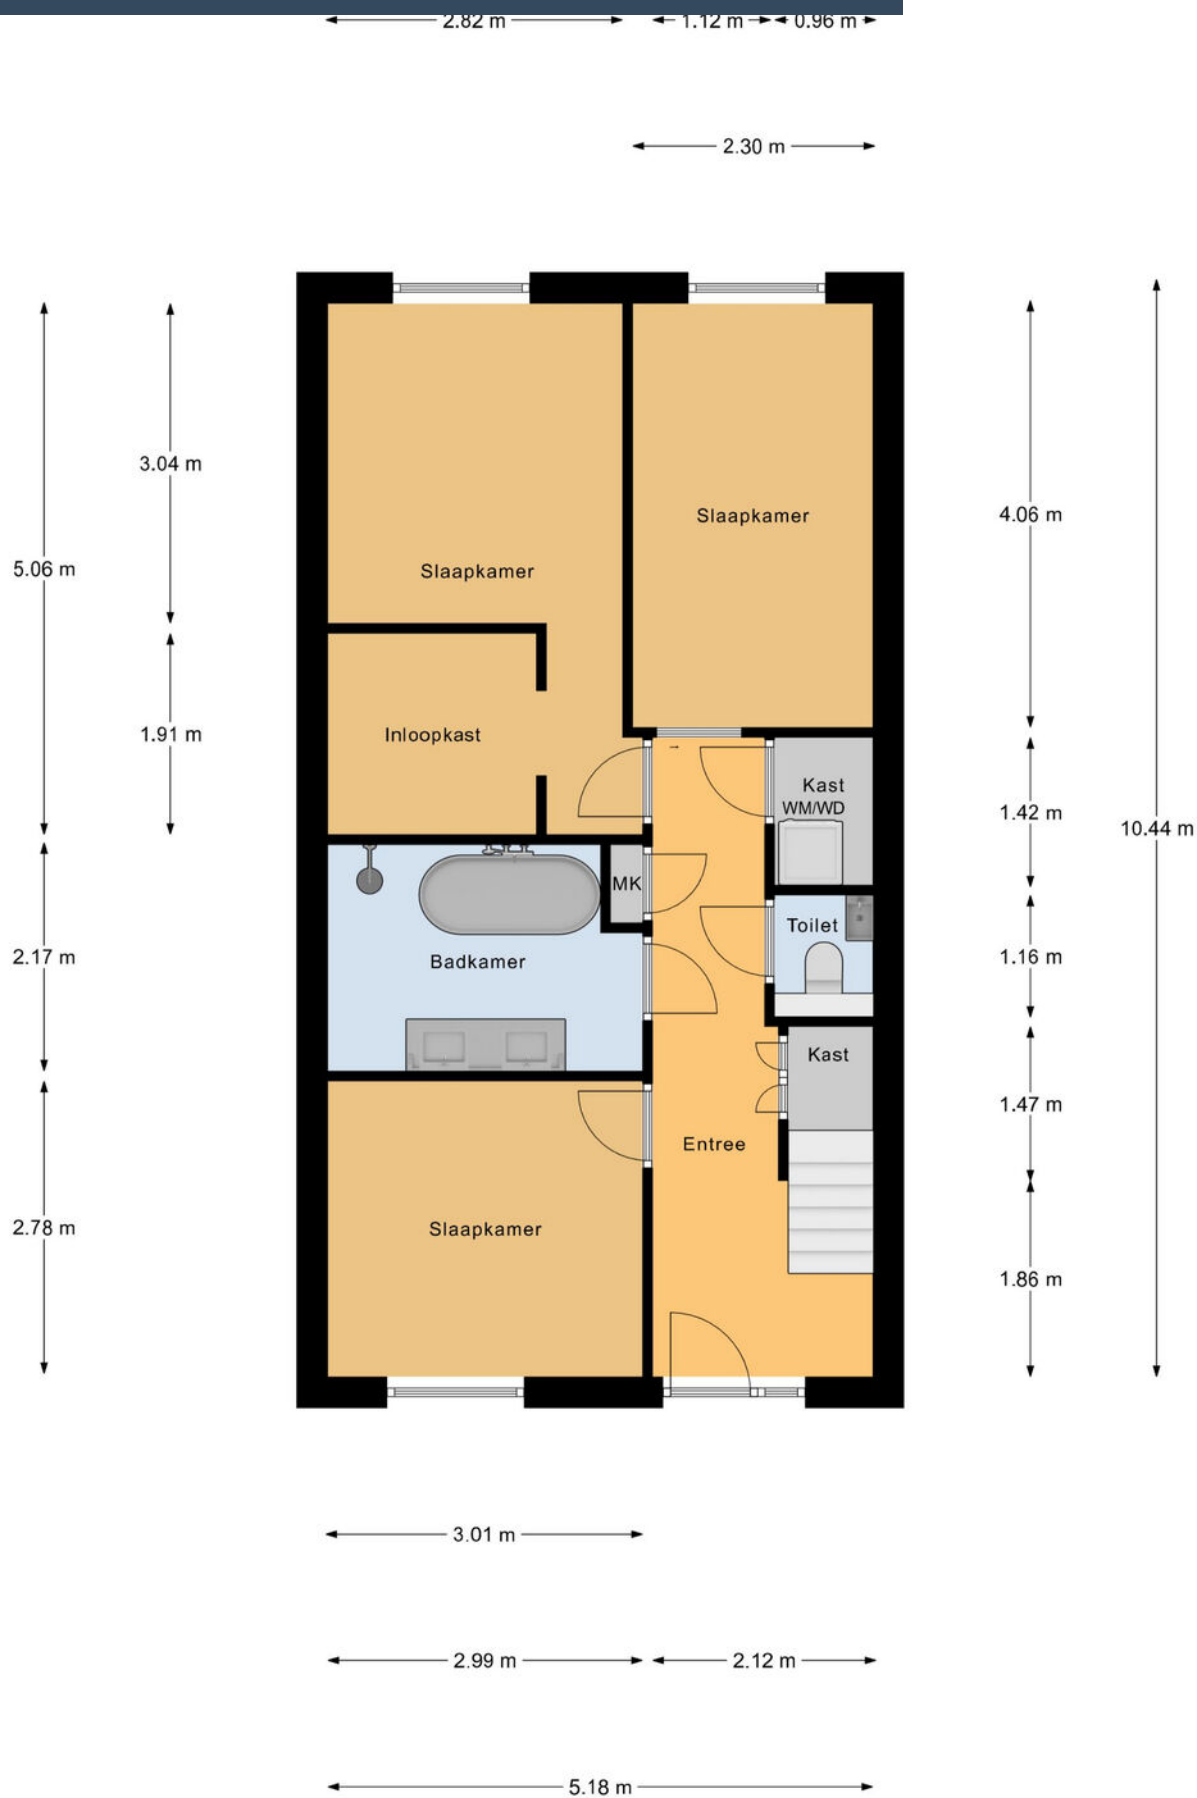 2.82 m
1.12 m
0.96 m
2.30 m
3.04 m
Slaapkamer
4.06 m
5.06 m
Slaapkamer
Inloopkast
1.91 m
Kast
WM/WD
1.42 m
10.44 m
MK
Toilet
2.17 m
Badkamer
1.16 m
Kast
1.47 m
Entree
2.78 m
Slaapkamer
1.86 m
3.01 m
2.99 m
2.12 m
5.18 m